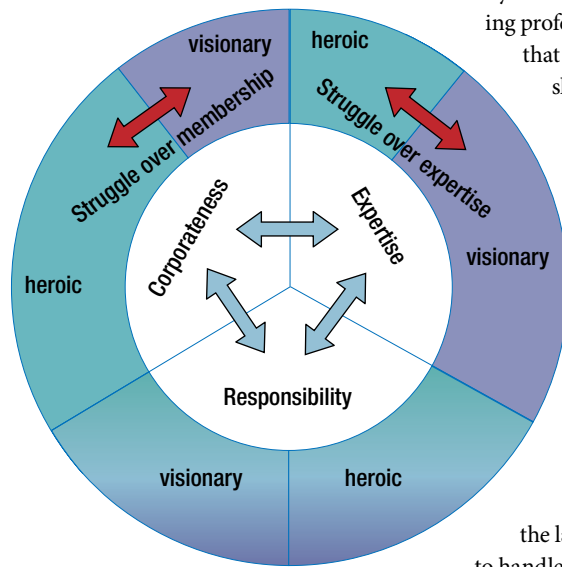 visionary
heroic
Struggle over membership
Struggle over expertise
heroic
visionary
Corporateness
Expertise
Responsibility
visionary
heroic
ing profe
that
the la
to handle